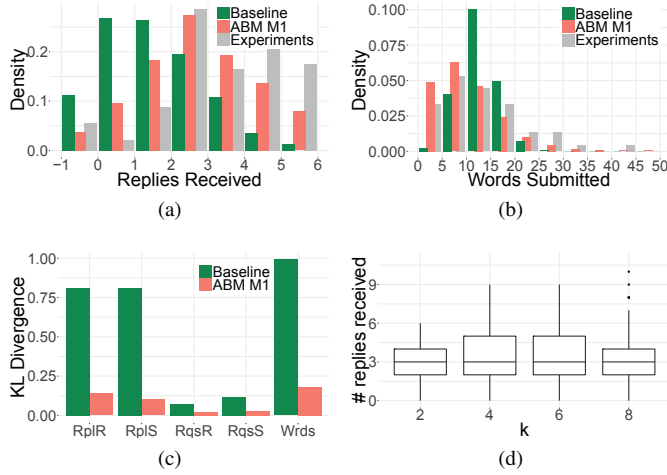 Baseline
ABM M1
Experiments
Density
0.2
0.1
0.0
−1 0 1 2 3 4 5 6
Replies Received
(a)
Baseline
ABM M1
Experiments
Density
0.100
0.075
0.050
0.025
0.000
0 5 10 15 20 25 30 35 40 45 50
Words Submitted
(b)
Baseline
ABM M1
KL Divergence
1.00
0.75
0.50
0.25
0.00
RplR RplS RqsR RqsS Wrds
(c)
# replies received
9
6
3
0
2 4 6 8
k
(d)